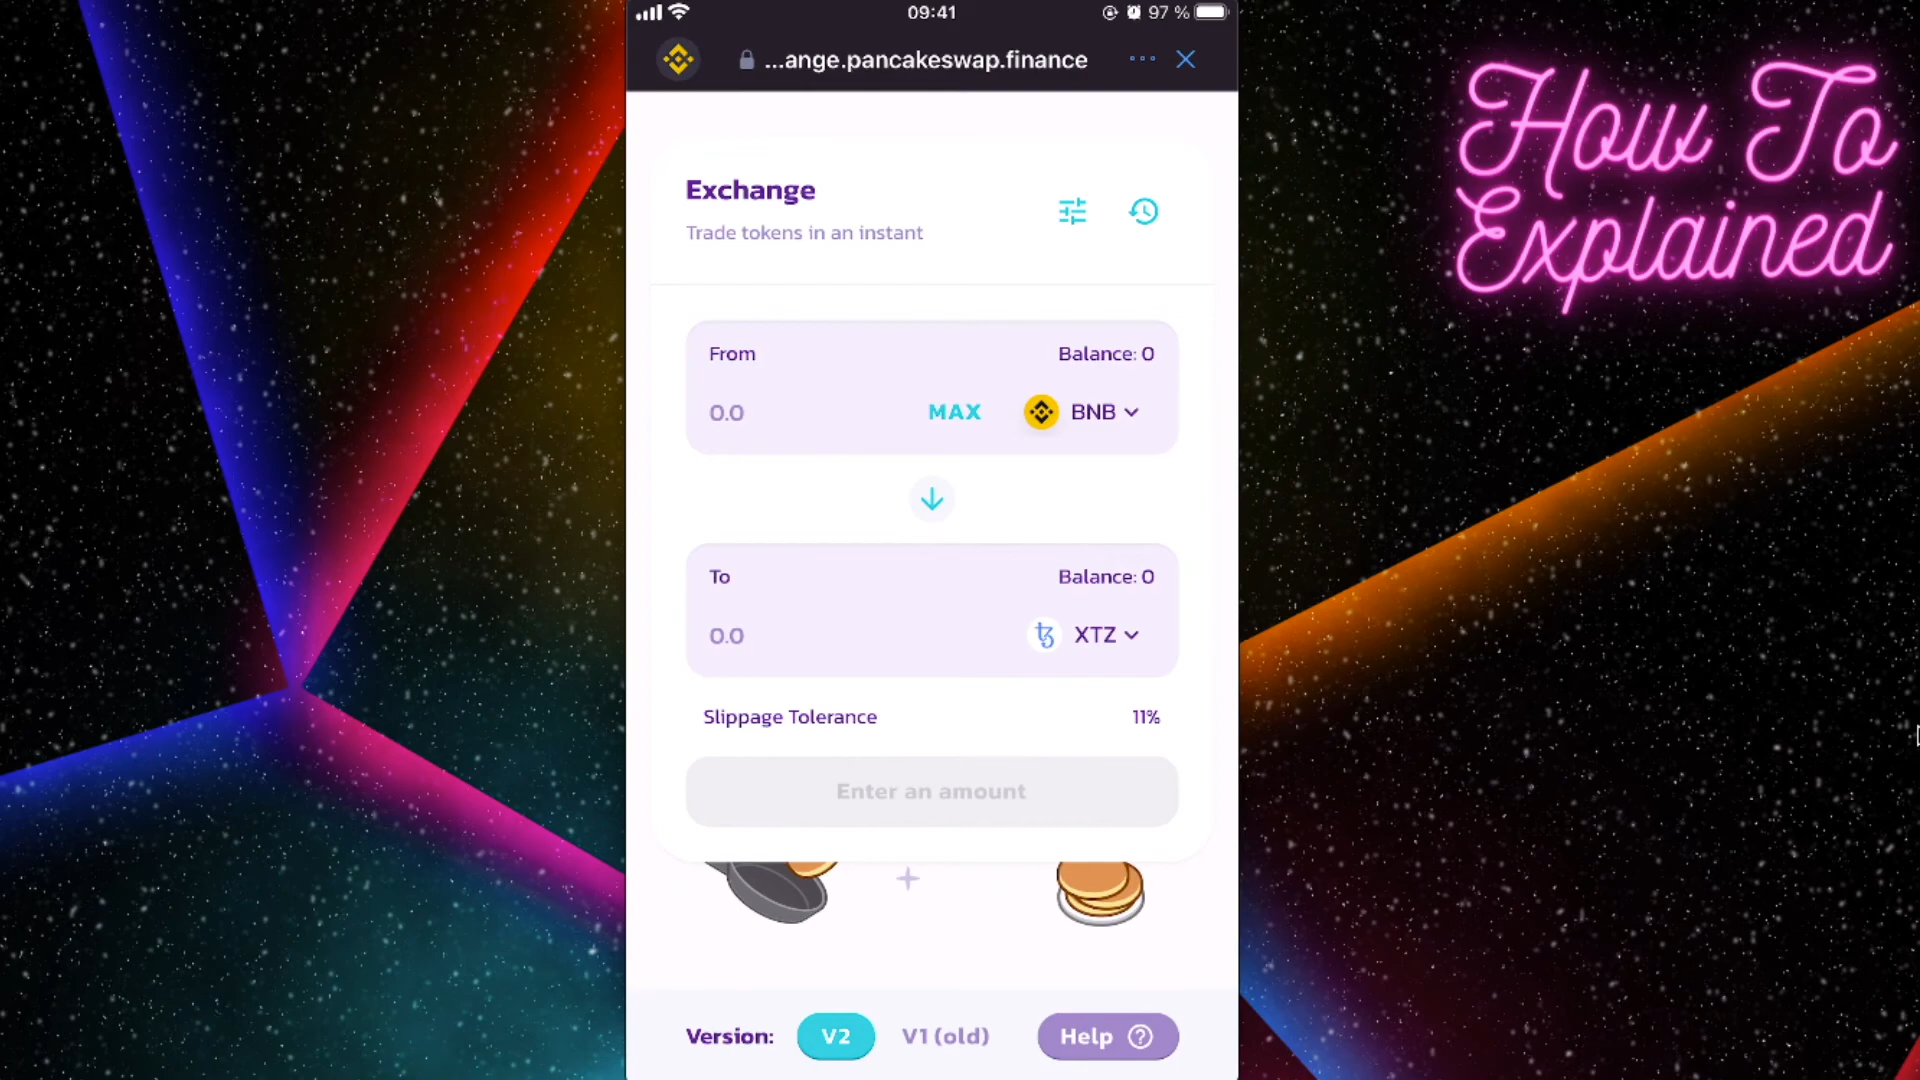 09:41
97 %
...ange.pancakeswap.finance
How To
Explained
Exchange
Trade tokens in an instant
From
Balance: 0
0.0
MAX
BNB
To
Balance: 0
0.0
XTZ
Slippage Tolerance
11%
Enter an amount
Version:
V2
V1 (old)
Help